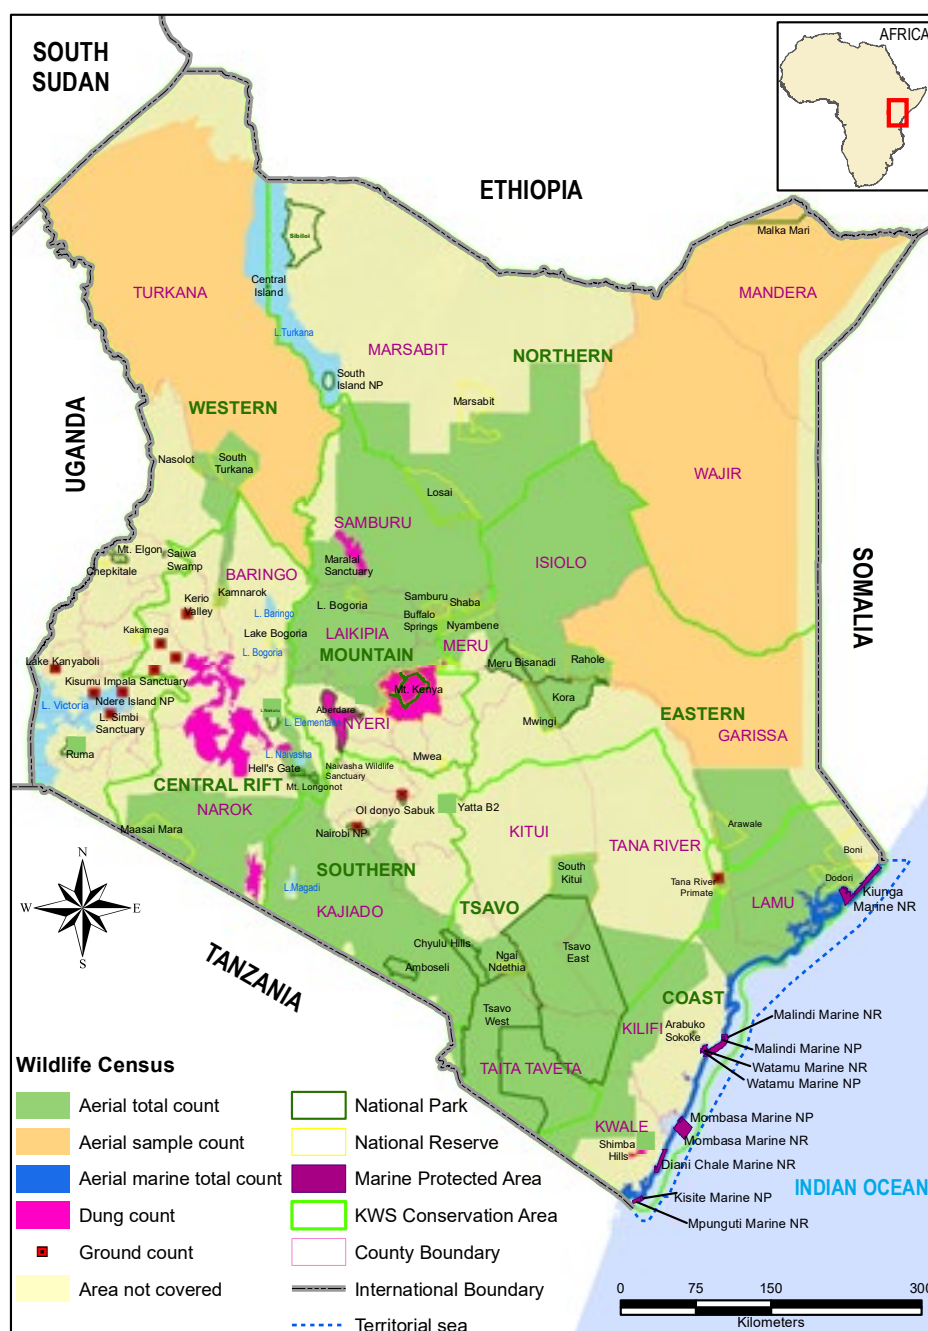 SOUTH
SUDAN
AFRICA
ETHIOPIA
Malka Mari
Sibiloi
Central
Island
TURKANA
MANDERA
L.Turkana
MARSABIT
NORTHERN
South
Island NP
Marsabit
WESTERN
UGANDA
Nasolot
South
Turkana
WAJIR
Losai
SAMBURU
Mt. Elgon
Saiwa
Swamp
Chepkitale
Maralal
Sanctuary
ISIOLO
SOMALIA
BARINGO
Kamnarok
Kerio
Valley
L. Baringo
L. Bogoria
Samburu
Shaba
Buffalo
Springs
Nyambene
Kakamega
Lake Bogoria
LAIKIPIA
L. Bogoria
MOUNTAIN
MERU
Lake Kanyaboli
Meru
Bisanadi
Rahole
Kisumu Impala Sanctuary
Mt. Kenya
Ndere Island NP
L. Victoria
L. Simbi
Sanctuary
L. Nakuru
Aberdare
L. Elementaita
NYERI
Kora
Mwingi
EASTERN
GARISSA
Ruma
L. Naivasha
Hell's Gate
Naivasha Wildlife
Sanctuary
Mwea
CENTRAL RIFT
Mt. Longonot
NAROK
Ol donyo Sabuk
Yatta B2
Maasai Mara
Nairobi NP
KITUI
TANA RIVER
Arawale
Boni
SOUTHERN
South
Kitui
Tana River
Primate
Dodori
L.Magadi
KAJIADO
TSAVO
LAMU
Kiunga
Marine NR
N
W
E
S
TANZANIA
Chyulu Hills
Amboseli
Ngai
Ndethia
Tsavo
East
Tsavo
West
COAST
KILIFI
Arabuko
Sokoke
Malindi Marine NR
Malindi Marine NP
Watamu Marine NR
Watamu Marine NP
TAITA TAVETA
KWALE
Shimba
Hills
Mombasa Marine NP
Mombasa Marine NR
Diani Chale Marine NR
Kisite Marine NP
Mpunguti Marine NR
INDIAN OCEAN
Wildlife Census
Aerial total count
Aerial sample count
Aerial marine total count
Dung count
Ground count
Area not covered
National Park
National Reserve
Marine Protected Area
KWS Conservation Area
County Boundary
International Boundary
Territorial sea
0 75 150 300
Kilometers